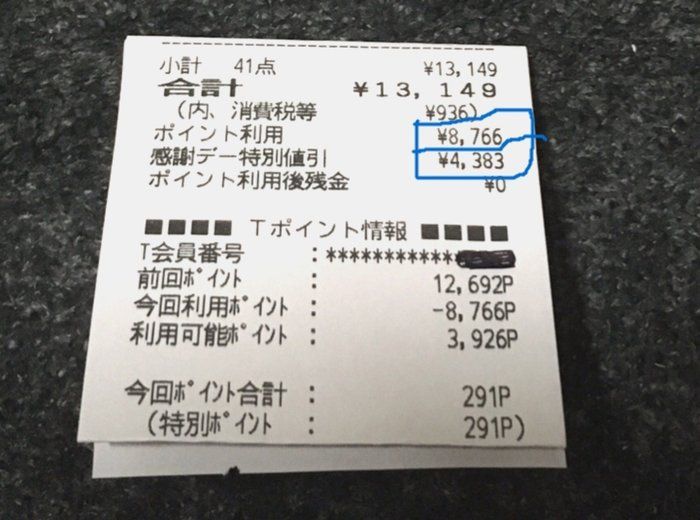 小計 41点 ¥13,149
合計 ¥13,149
(内、消費税等 ¥936)
ポイント利用 ¥8,766
感謝デー特別値引 ¥4,383
ポイント利用後残金 ¥0
■■■■ Tポイント情報 ■■■■
T会員番号 :***********
前回ポイント 12,692P
今回利用ポイント : -8,766P
利用可能ポイント : 3,926P
今回ポイント合計 : 291P
(特別ポイント : 291P)